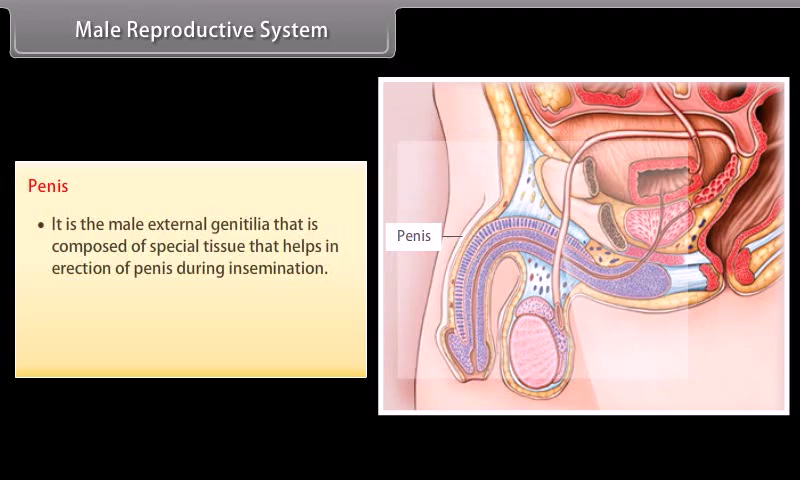 Male Reproductive System
Penis
• It is the male external genitilia that is
composed of special tissue that helps in
erection of penis during insemination.
Penis